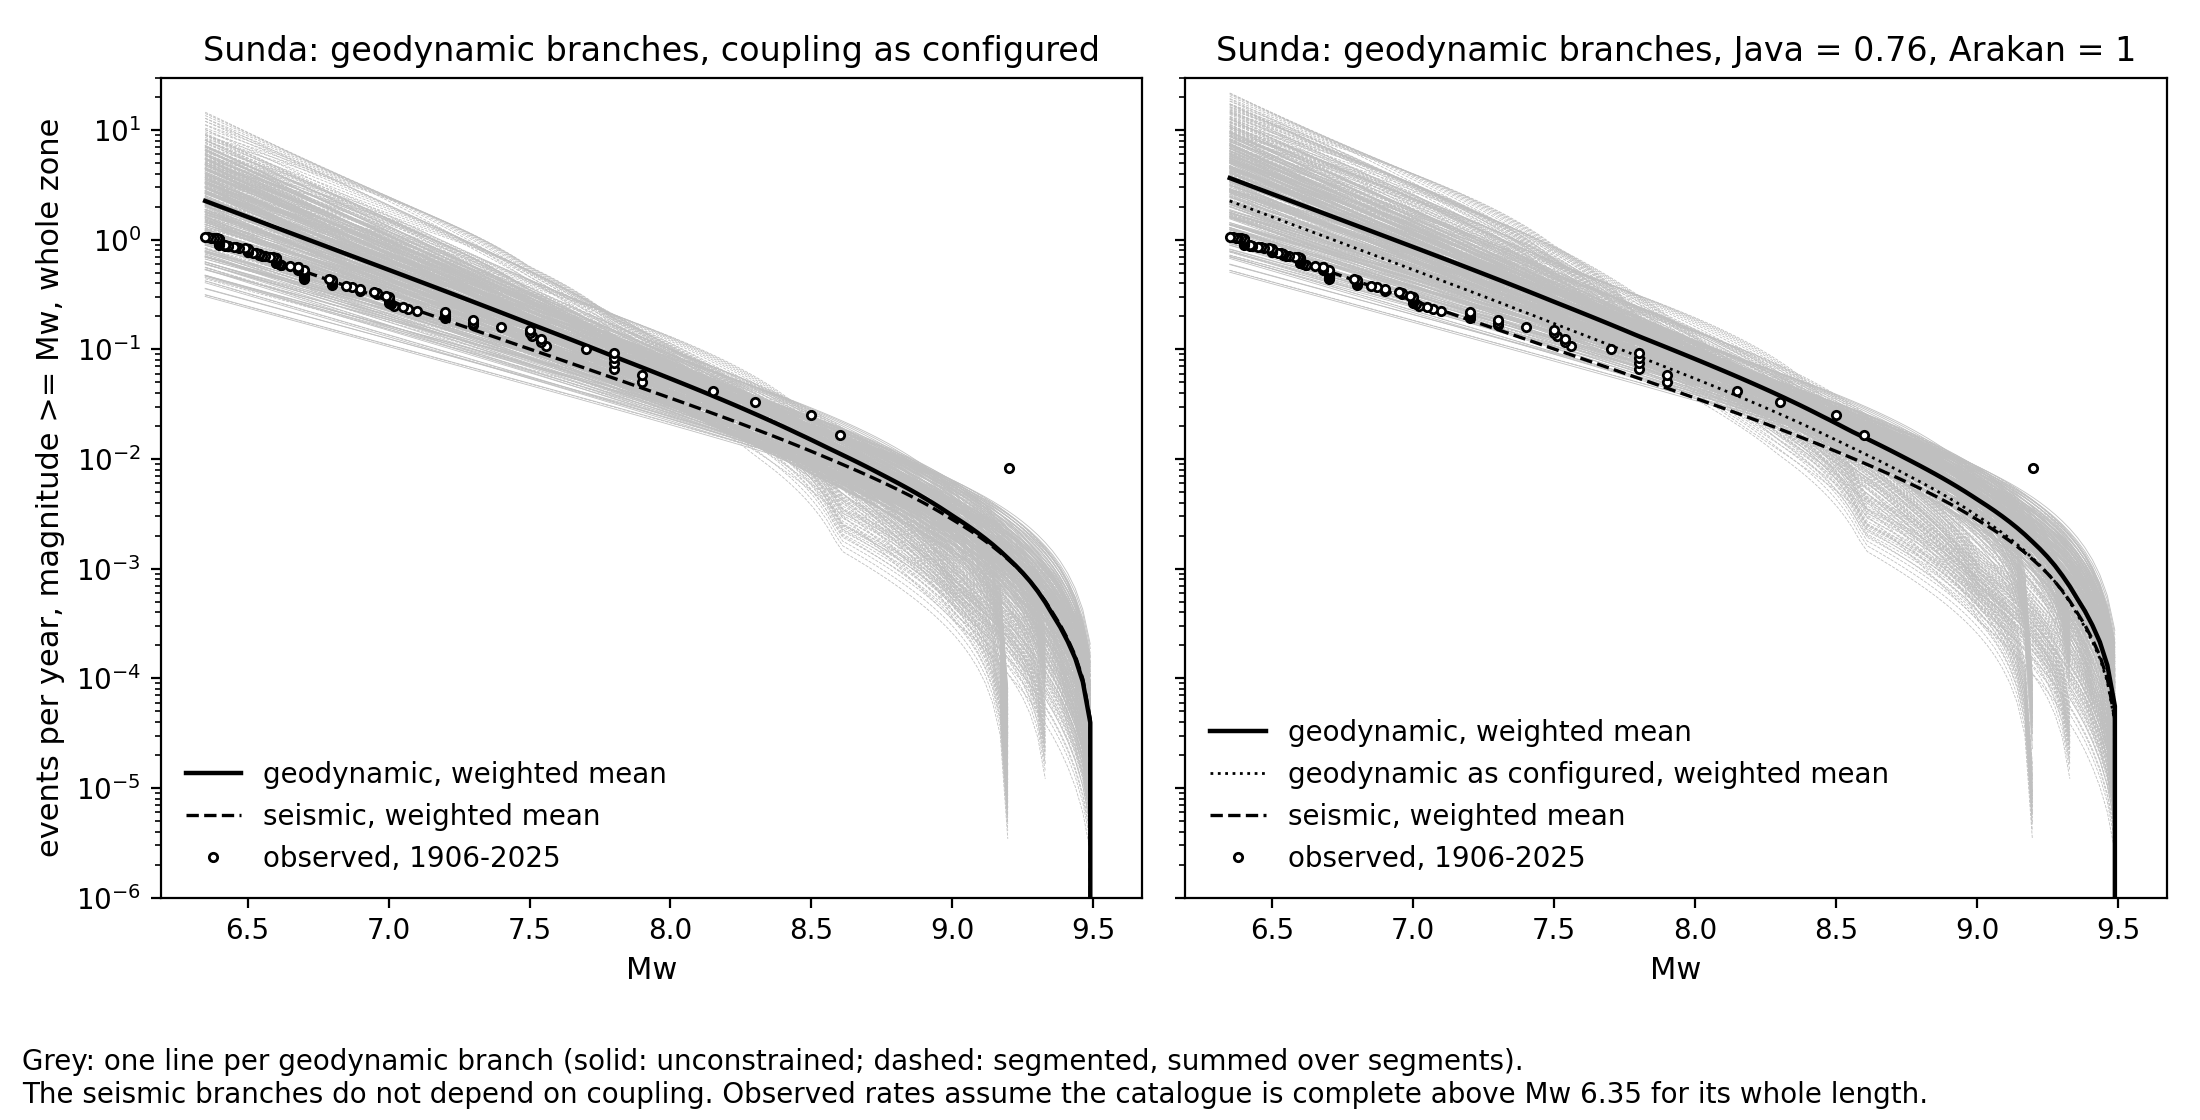 Sunda: geodynamic branches, coupling as configured
Sunda: geodynamic branches, Java = 0.76, Arakan = 1
events per year, magnitude >= Mw, whole zone
10^1
10^0
10^-1
10^-2
10^-3
10^-4
10^-5
10^-6
geodynamic, weighted mean
seismic, weighted mean
observed, 1906-2025
6.5 7.0 7.5 8.0 8.5 9.0 9.5
Mw
geodynamic, weighted mean
geodynamic as configured, weighted mean
seismic, weighted mean
observed, 1906-2025
6.5 7.0 7.5 8.0 8.5 9.0 9.5
Mw
Grey: one line per geodynamic branch (solid: unconstrained; dashed: segmented, summed over segments).
The seismic branches do not depend on coupling. Observed rates assume the catalogue is complete above Mw 6.35 for its whole length.